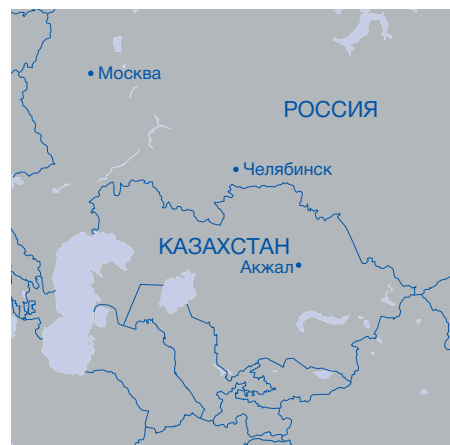 Москва
РОССИЯ
Челябинск
КАЗАХСТАН
Акжал